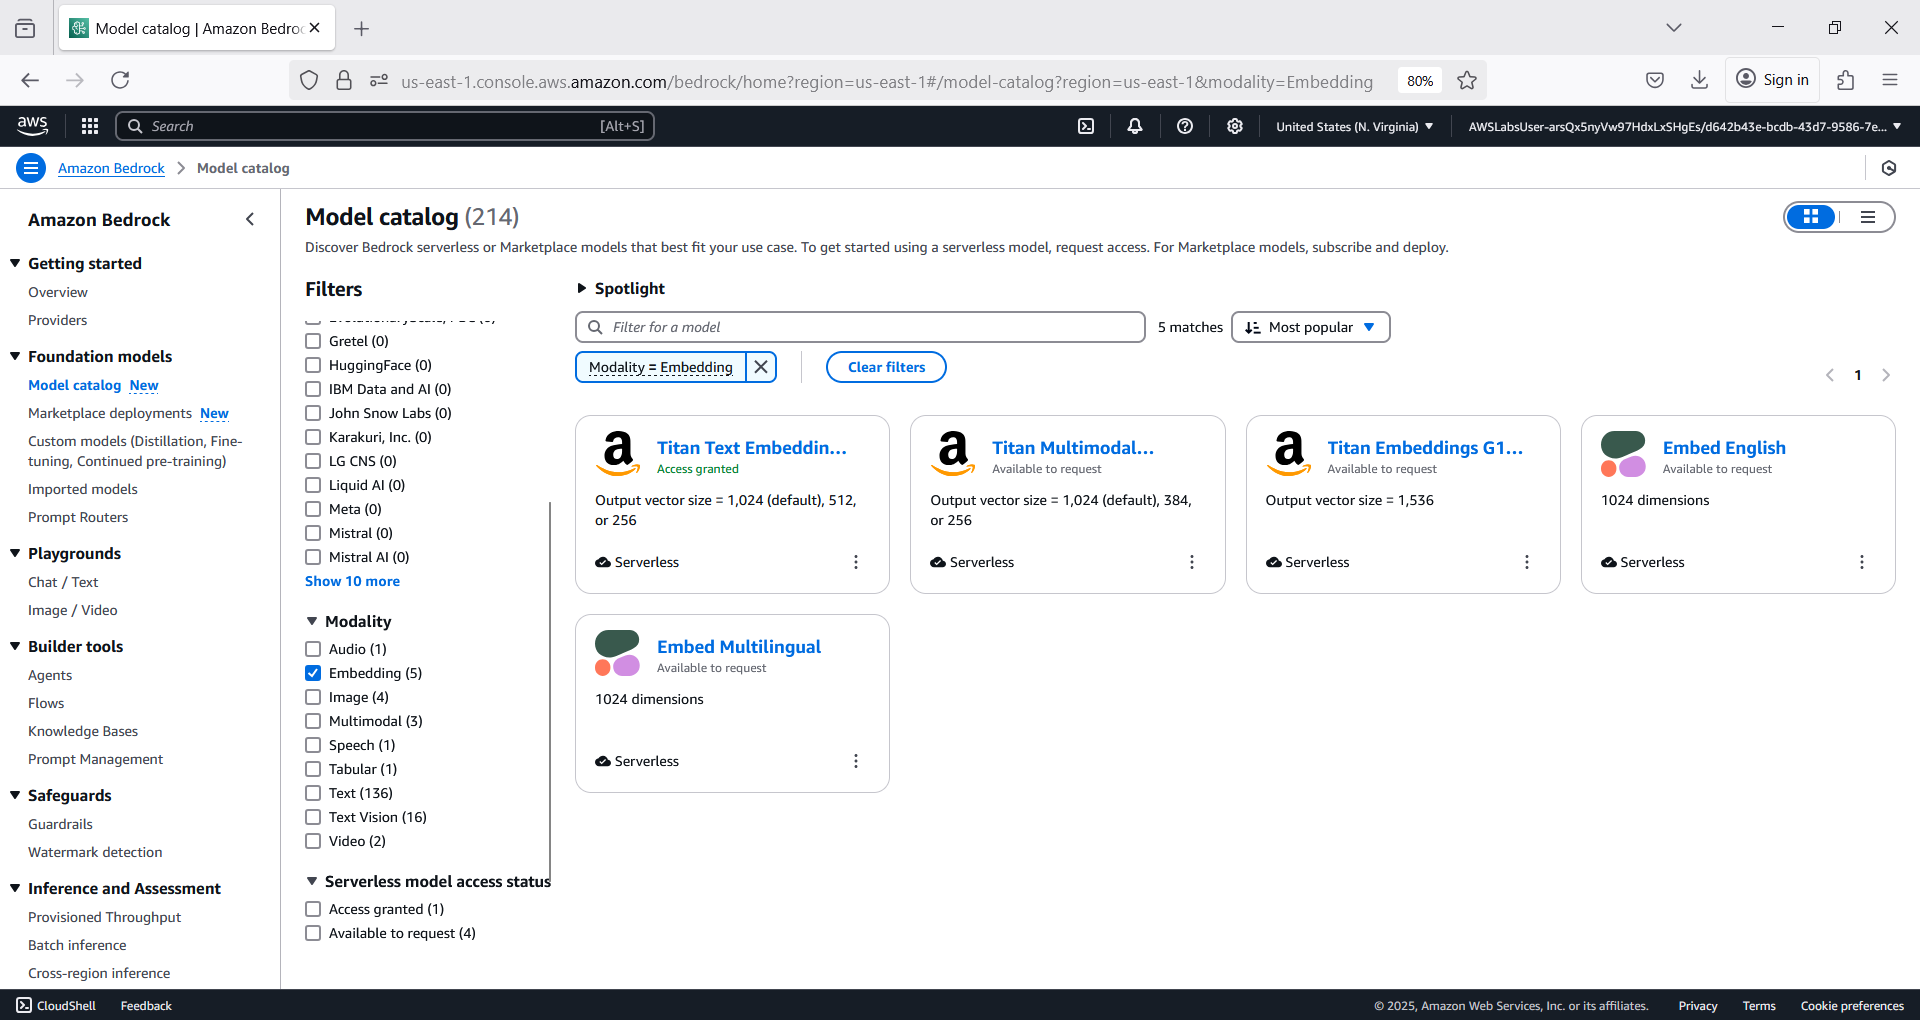 Model catalog | Amazon Bedro
us-east-1.console.aws.amazon.com/bedrock/home?region=us-east-1#/model-catalog?region=us-east-1&modality=Embedding
80%
Sign in
aws
Search
[Alt+S]
United States (N. Virginia)
AWSLabsUser-arsQx5nyVw97HdxLxSHgEs/d642b43e-bcdb-43d7-9586-7e...
Amazon Bedrock
Model catalog
Amazon Bedrock
Getting started
Overview
Providers
Foundation models
Model catalog New
Marketplace deployments New
Custom models (Distillation, Fine-
tuning, Continued pre-training)
Imported models
Prompt Routers
Playgrounds
Chat / Text
Image / Video
Builder tools
Agents
Flows
Knowledge Bases
Prompt Management
Safeguards
Guardrails
Watermark detection
Inference and Assessment
Provisioned Throughput
Batch inference
Cross-region inference
Model catalog (214)
Discover Bedrock serverless or Marketplace models that best fit your use case. To get started using a serverless model, request access. For Marketplace models, subscribe and deploy.
Filters
Gretel (0)
HuggingFace (0)
IBM Data and AI (0)
John Snow Labs (0)
Karakuri, Inc. (0)
LG CNS (0)
Liquid AI (0)
Meta (0)
Mistral (0)
Mistral AI (0)
Show 10 more
Modality
Audio (1)
Embedding (5)
Image (4)
Multimodal (3)
Speech (1)
Tabular (1)
Text (136)
Text Vision (16)
Video (2)
Serverless model access status
Access granted (1)
Available to request (4)
Spotlight
Filter for a model
5 matches
Most popular
Modality = Embedding
Clear filters
1
Titan Text Embeddin...
Access granted
Output vector size = 1,024 (default), 512,
or 256
Serverless
Titan Multimodal...
Available to request
Output vector size = 1,024 (default), 384,
or 256
Serverless
Titan Embeddings G1...
Available to request
Output vector size = 1,536
Serverless
Embed English
Available to request
1024 dimensions
Serverless
Embed Multilingual
Available to request
1024 dimensions
Serverless
CloudShell
Feedback
© 2025, Amazon Web Services, Inc. or its affiliates.
Privacy
Terms
Cookie preferences